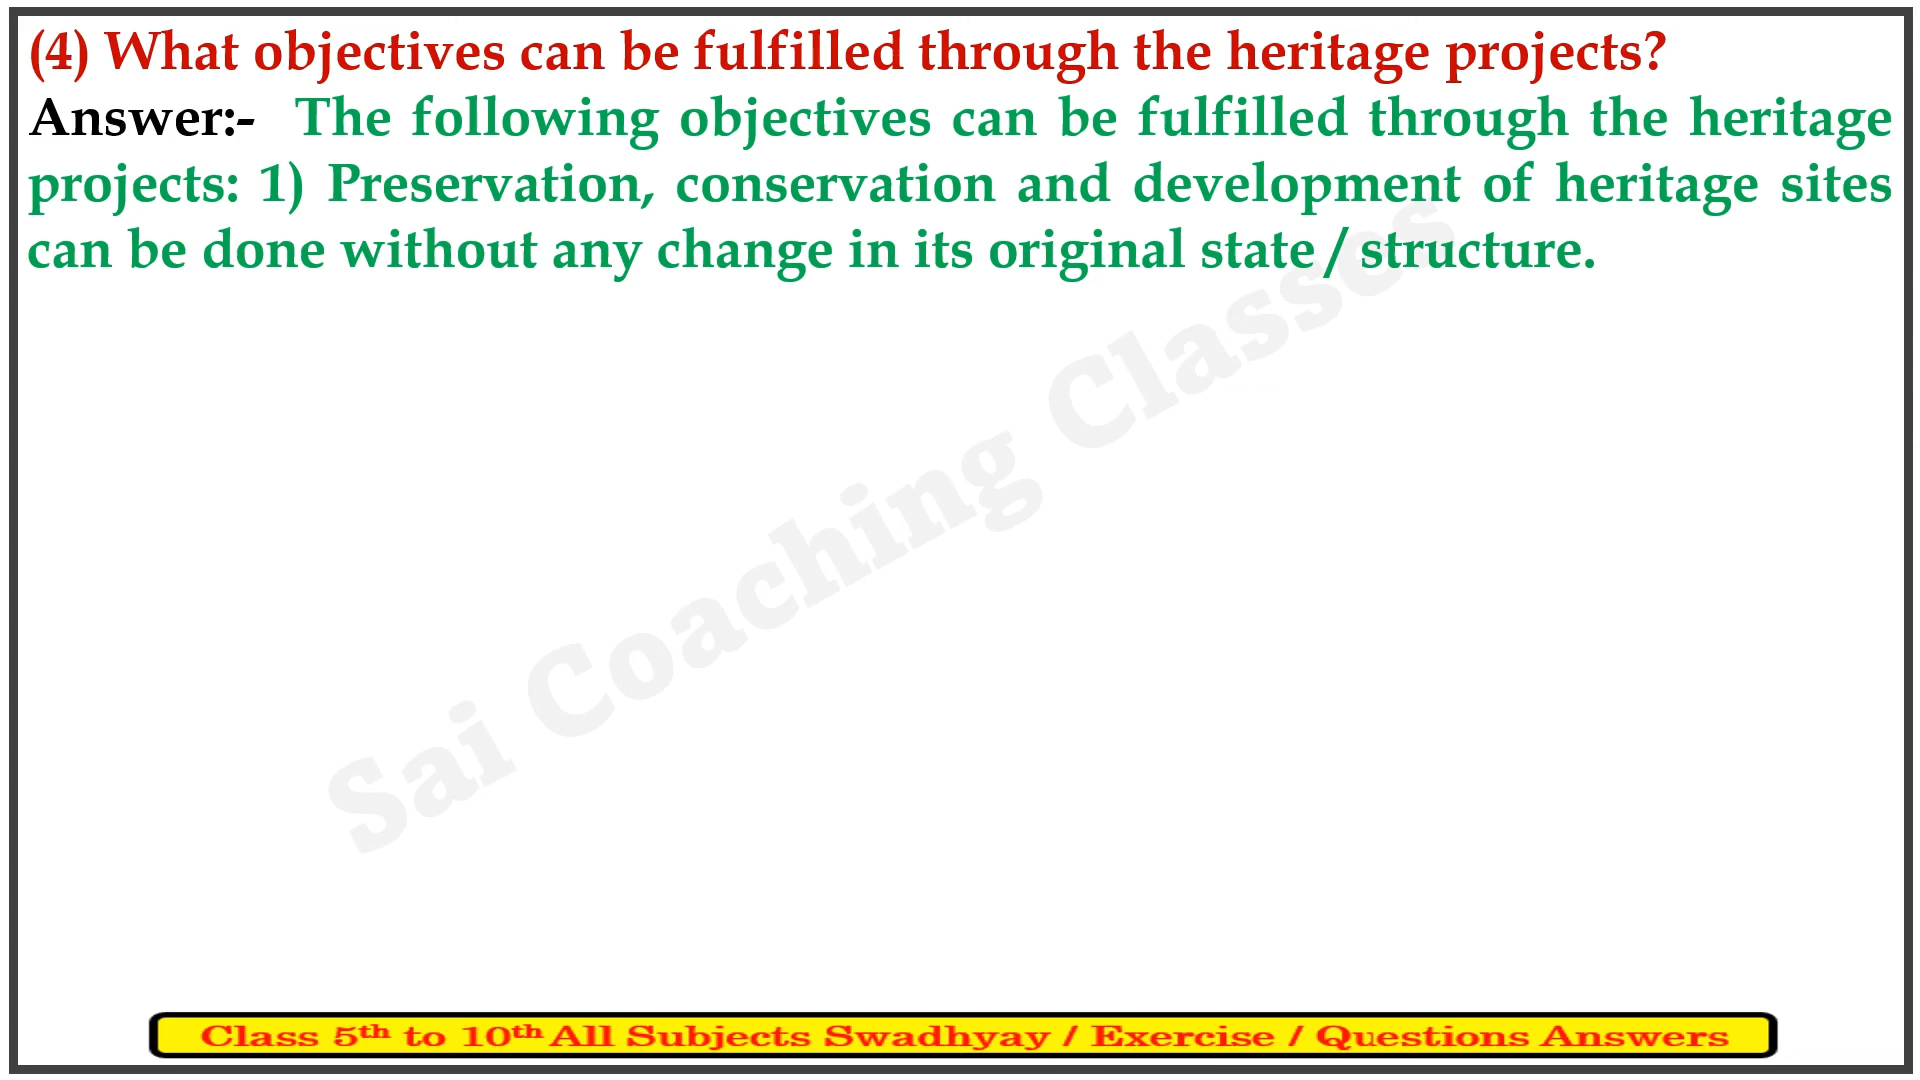 (4) What objectives can be fulfilled through the heritage projects?
Answer:- The following objectives can be fulfilled through the heritage
projects: 1) Preservation, conservation and development of heritage sites
can be done without any change in its original state/structure.
Sai Coaching Classes
Class 5th to 10th All Subjects Swadhyay / Exercise / Questions Answers